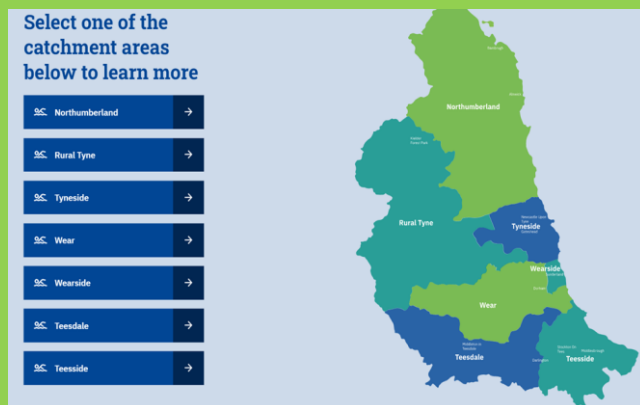 Select one of the
catchment areas
below to learn more
Northumberland
Rural Tyne
Tyneside
Wear
Wearside
Teesdale
Teesside
Northumberland
Rural Tyne
Tyneside
Wearside
Wear
Teesdale
Teesside